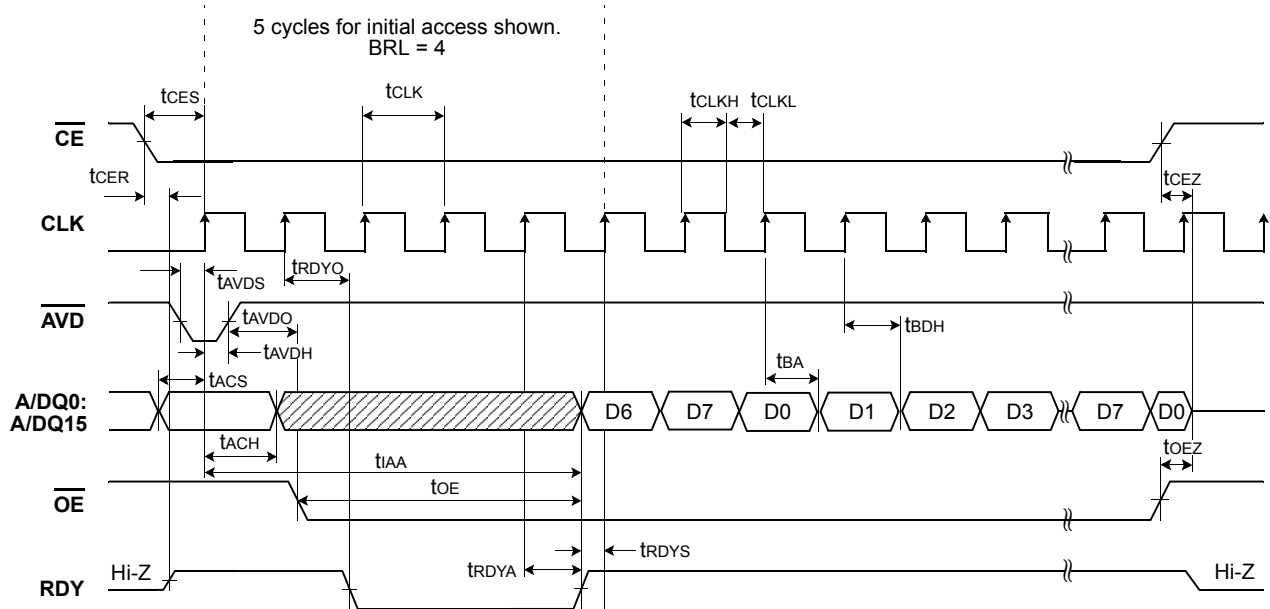 5 cycles for initial access shown.
BRL = 4
tCES
tCLK
tCLKH
tCLKL
CE
tCER
tCEZ
CLK
tRDYO
tAVDS
AVD
tAVDO
tBDH
tAVDH
tBA
tACS
A/DQ0:
A/DQ15
D6 D7 D0 D1 D2 D3 D7 D0
tACH
tOEZ
tIAA
tOE
OE
tRDYS
tRDYA
Hi-Z
Hi-Z
RDY